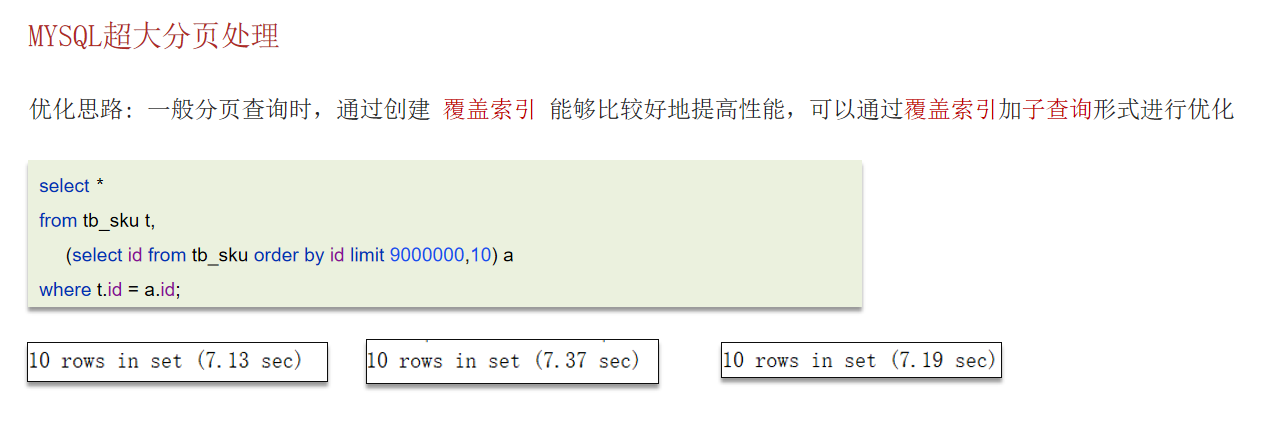 MYSQL超大分页处理
优化思路: 一般分页查询时，通过创建 覆盖索引 能够比较好地提高性能，可以通过覆盖索引加子查询形式进行优化
select *
from tb_sku t,
(select id from tb_sku order by id limit 9000000,10) a
where t.id = a.id;
10 rows in set (7.13 sec)
10 rows in set (7.37 sec)
10 rows in set (7.19 sec)